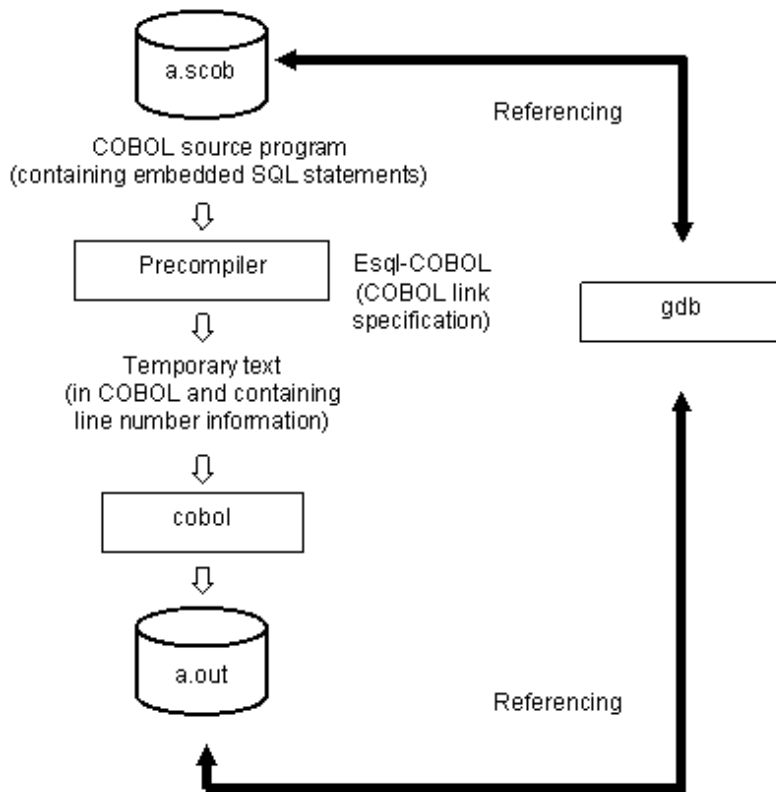 a.scob
Referencing
COBOL source program
(containing embedded SQL statements)
Precompiler
Esql-COBOL
(COBOL link
specification)
gdb
Temporary text
(in COBOL and containing
line number information)
cobol
a.out
Referencing